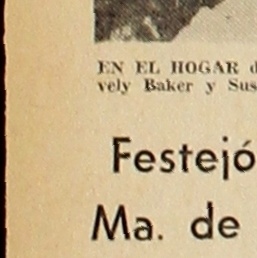 EN EL HOGAR d
vely Baker y Sus
Festejó
Ma. de